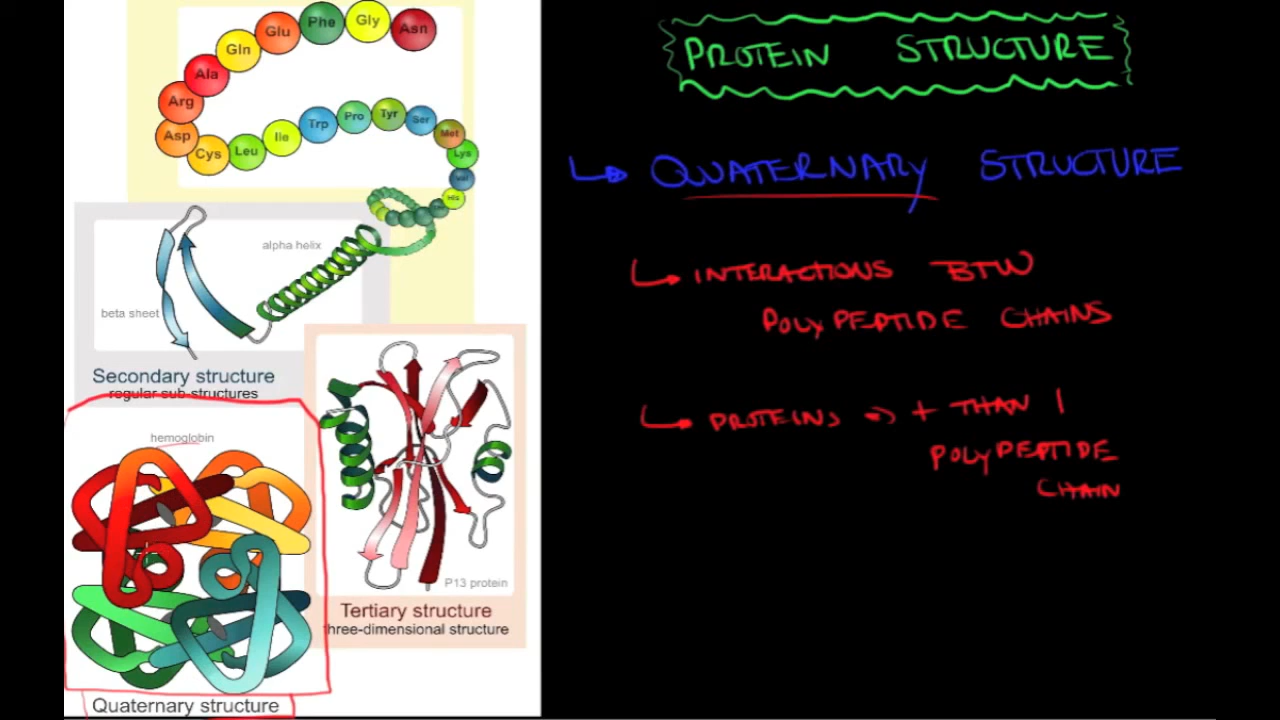 Asn
Gly
Phe
Glu
Gln
Ala
Arg
Asp
Cys
Leu
Ile
Trp
Pro
Tyr
Ser
Met
Lys
Val
His
alpha helix
beta sheet
Secondary structure
regular sub-structures
P13 protein
Tertiary structure
three-dimensional structure
hemoglobin
Quaternary structure
PROTEIN STRUCTURE
QUATERNARY STRUCTURE
INTERACTIONS BTW
POLYPEPTIDE CHAINS
PROTEINS => + THAN 1
POLYPEPTIDE
CHAIN